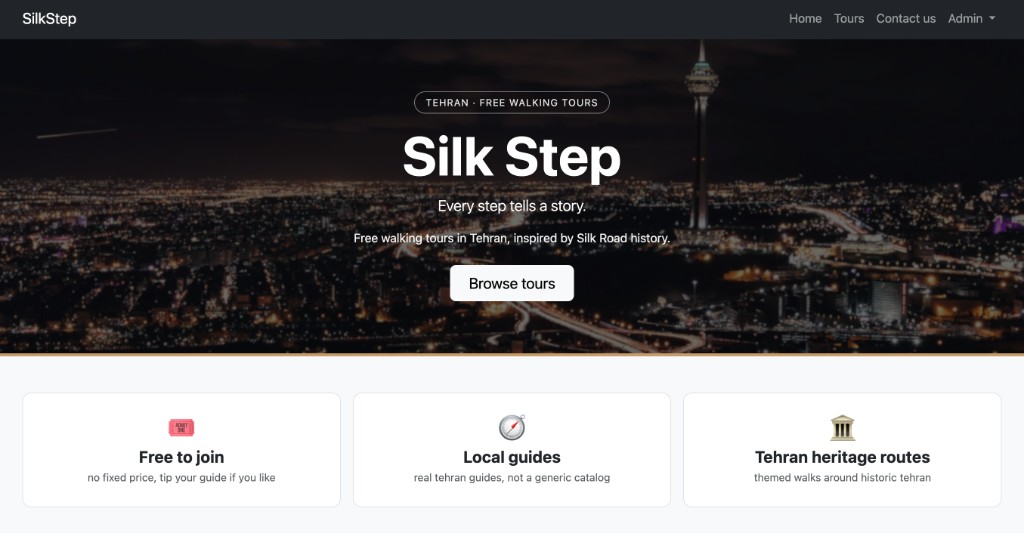 SilkStep
Home Tours Contact us Admin
TEHRAN · FREE WALKING TOURS
Silk Step
Every step tells a story.
Free walking tours in Tehran, inspired by Silk Road history.
Browse tours
ADMIT
ONE
Free to join
no fixed price, tip your guide if you like
Local guides
real tehran guides, not a generic catalog
Tehran heritage routes
themed walks around historic tehran